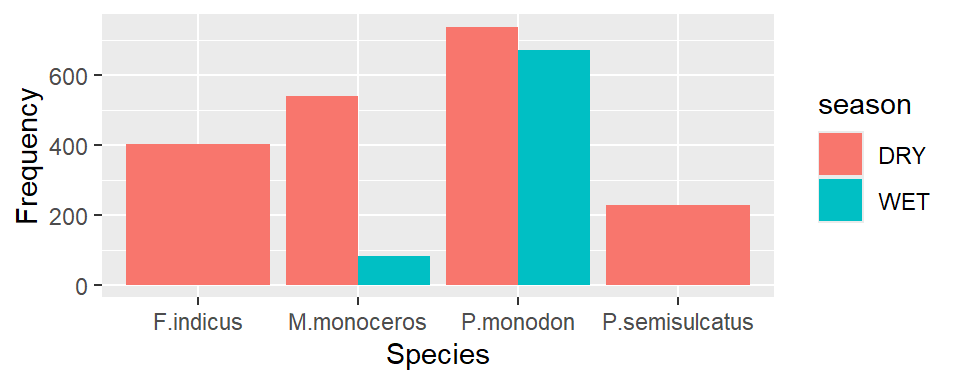 Frequency
600
400
200
0
F.indicus M.monoceros P.monodon P.semisulcatus
Species
season
DRY
WET